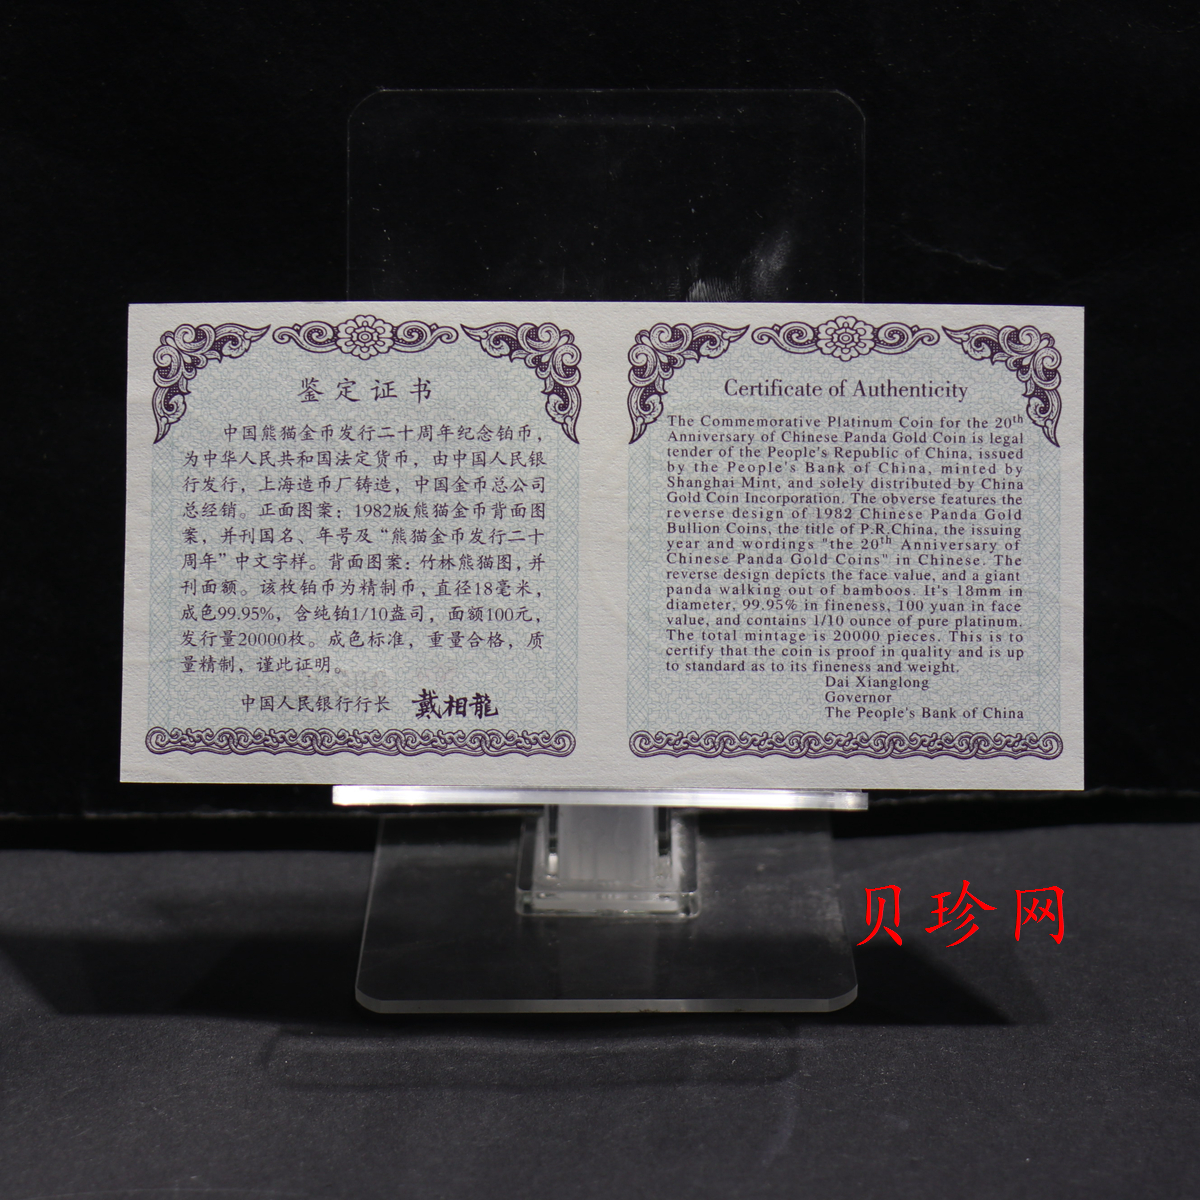 鉴定证书
中国熊猫金币发行二十周年纪念铂币，
为中华人民共和国法定货币，由中国人民银
行发行，上海造币厂铸造，中国金币总公司
总经销。正面图案：1982版熊猫金币背面图
案，并刊国名、年号及“熊猫金币发行二十
周年”中文字样。背面图案：竹林熊猫图，并
刊面额。该枚铂币为精制币，直径18毫米，
成色99.95%，含纯铂1/10盎司，面额100元，
发行量20000枚。成色标准，重量合格，质
量精制，谨此证明。
中国人民银行行长 戴相龍
Certificate of Authenticity
The Commemorative Platinum Coin for the 20th
Anniversary of Chinese Panda Gold Coin is legal
tender of the People's Republic of China, issued
by the People's Bank of China, minted by
Shanghai Mint, and solely distributed by China
Gold Coin Incorporation. The obverse features the
reverse design of 1982 Chinese Panda Gold
Bullion Coins, the title of P.R.China, the issuing
year and wordings "the 20th Anniversary of
Chinese Panda Gold Coins" in Chinese. The
reverse design depicts the face value, and a giant
panda walking out of bamboos. It's 18mm in
diameter, 99.95% in fineness, 100 yuan in face
value, and contains 1/10 ounce of pure platinum.
The total mintage is 20000 pieces. This is to
certify that the coin is proof in quality and is up
to standard as to its fineness and weight.
Dai Xianglong
Governor
The People's Bank of China
贝珍网